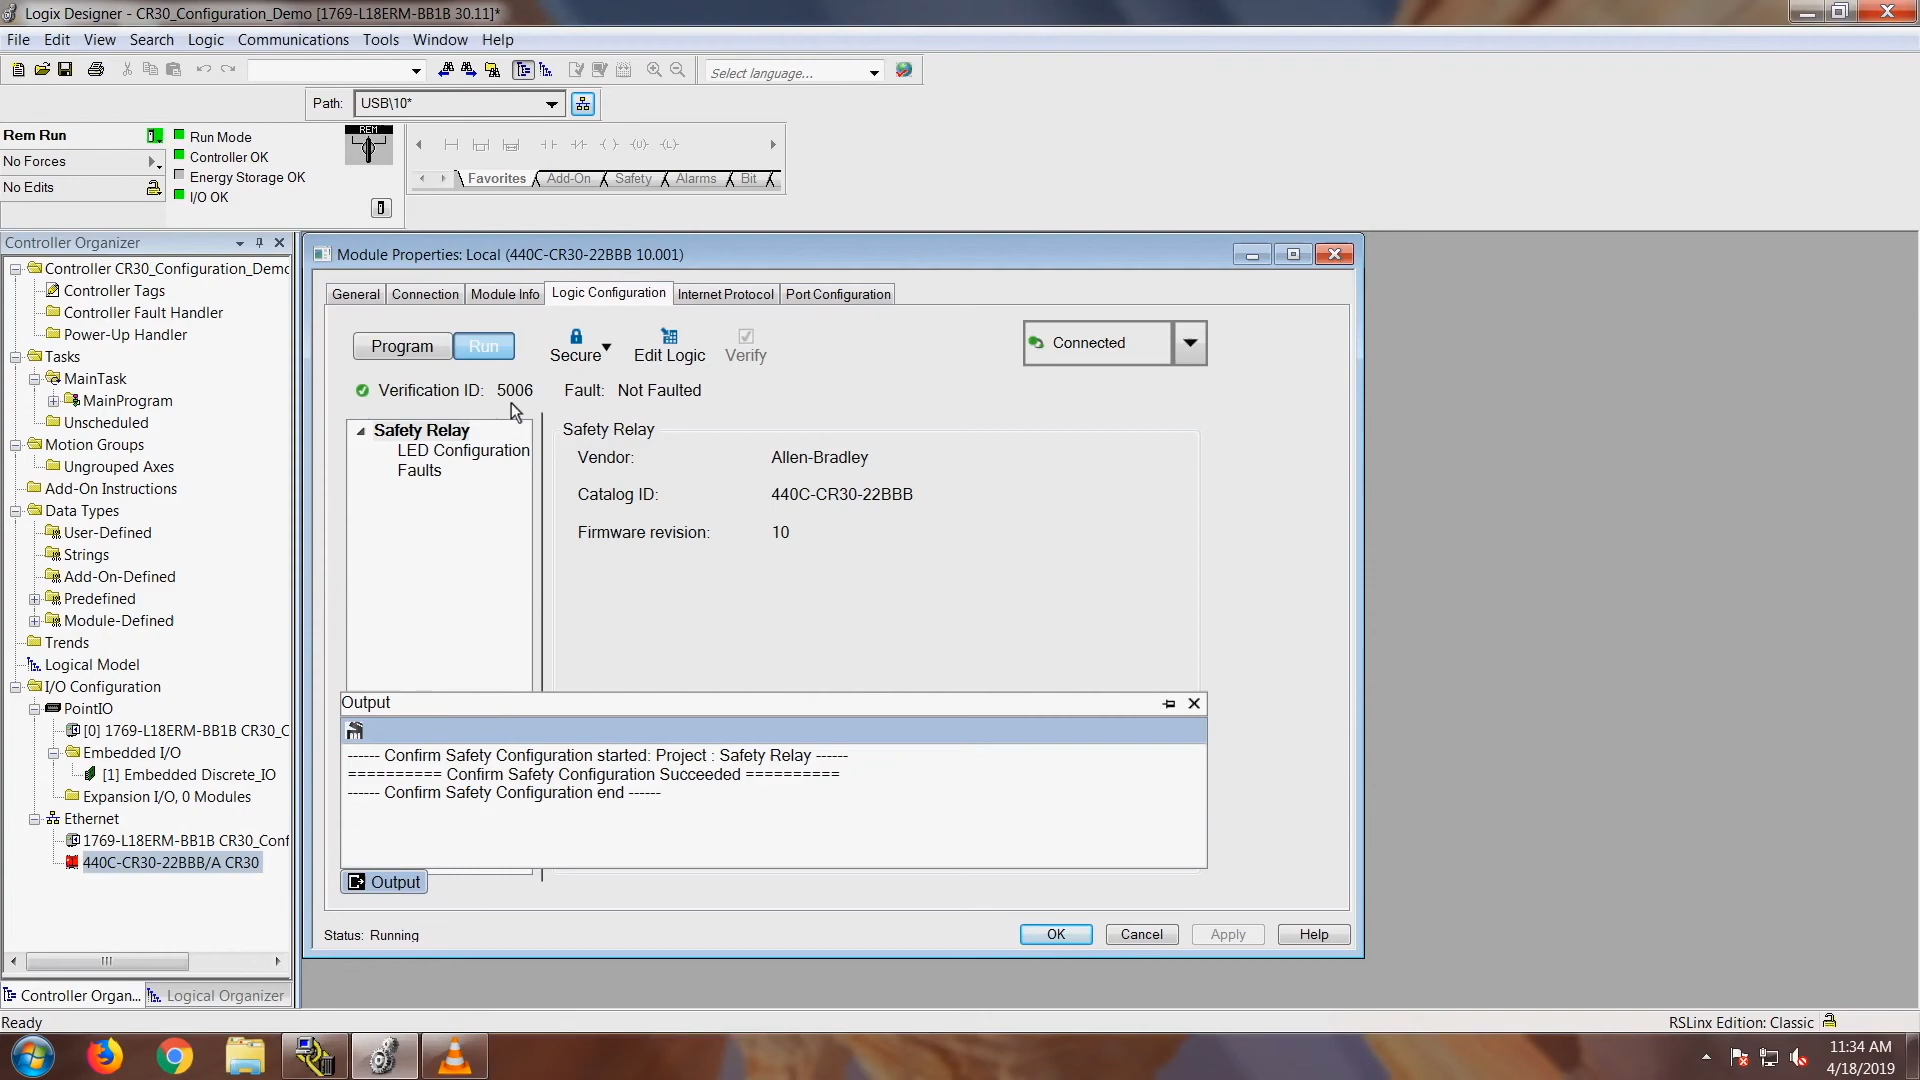 Logix Designer - CR30_Configuration_Demo [1769-L18ERM-BB1B 30.11]*
File Edit View Search Logic Communications Tools Window Help
Select language...
Path: USB\10*
Rem Run
No Forces
No Edits
Run Mode
Controller OK
Energy Storage OK
I/O OK
REM
Favorites Add-On Safety Alarms Bit
Controller Organizer
Controller CR30_Configuration_Demo
Controller Tags
Controller Fault Handler
Power-Up Handler
Tasks
MainTask
MainProgram
Unscheduled
Motion Groups
Ungrouped Axes
Add-On Instructions
Data Types
User-Defined
Strings
Add-On-Defined
Predefined
Module-Defined
Trends
Logical Model
I/O Configuration
PointIO
[0] 1769-L18ERM-BB1B CR30_C
Embedded I/O
[1] Embedded Discrete_IO
Expansion I/O, 0 Modules
Ethernet
1769-L18ERM-BB1B CR30_Conf
440C-CR30-22BBB/A CR30
Controller Organ... Logical Organizer
Module Properties: Local (440C-CR30-22BBB 10.001)
General Connection Module Info Logic Configuration Internet Protocol Port Configuration
Program Run Secure Edit Logic Verify Connected
Verification ID: 5006 Fault: Not Faulted
Safety Relay
LED Configuration
Faults
Safety Relay
Vendor: Allen-Bradley
Catalog ID: 440C-CR30-22BBB
Firmware revision: 10
Output
------ Confirm Safety Configuration started: Project : Safety Relay ------
========== Confirm Safety Configuration Succeeded ==========
------ Confirm Safety Configuration end ------
Output
Status: Running
OK Cancel Apply Help
Ready
RSLinx Edition: Classic
11:34 AM
4/18/2019